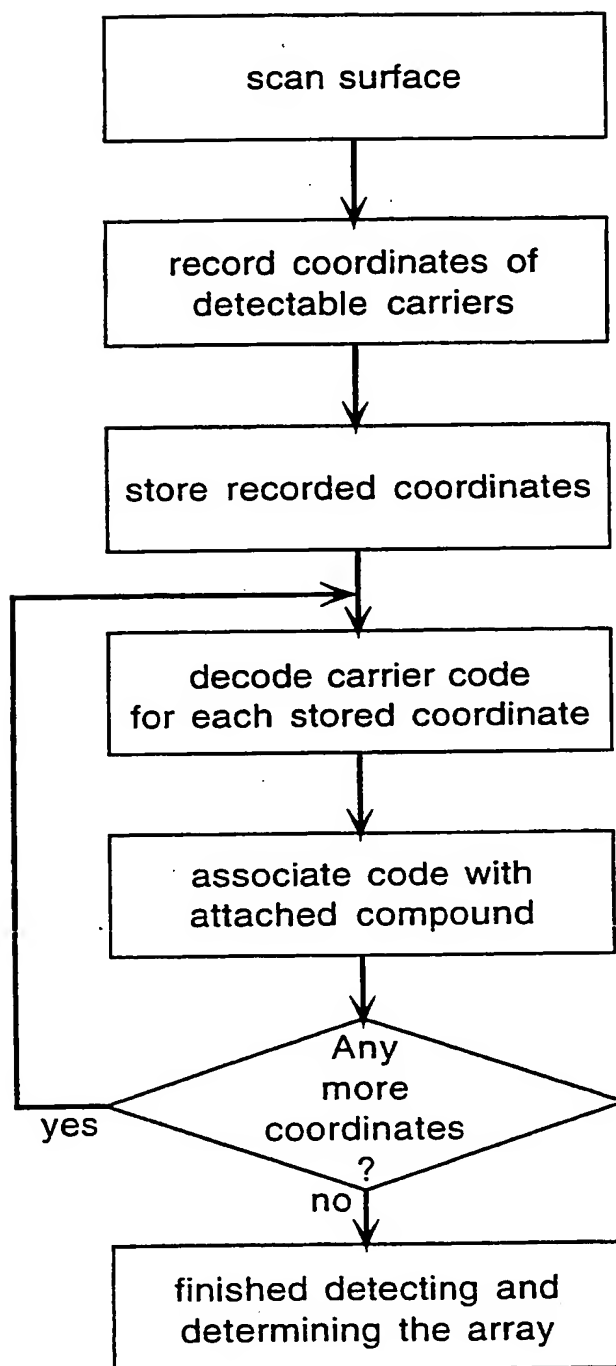 scan surface
record coordinates of
detectable carriers
store recorded coordinates
decode carrier code
for each stored coordinate
associate code with
attached compound
Any
more
coordinates
?
yes
no
finished detecting and
determining the array